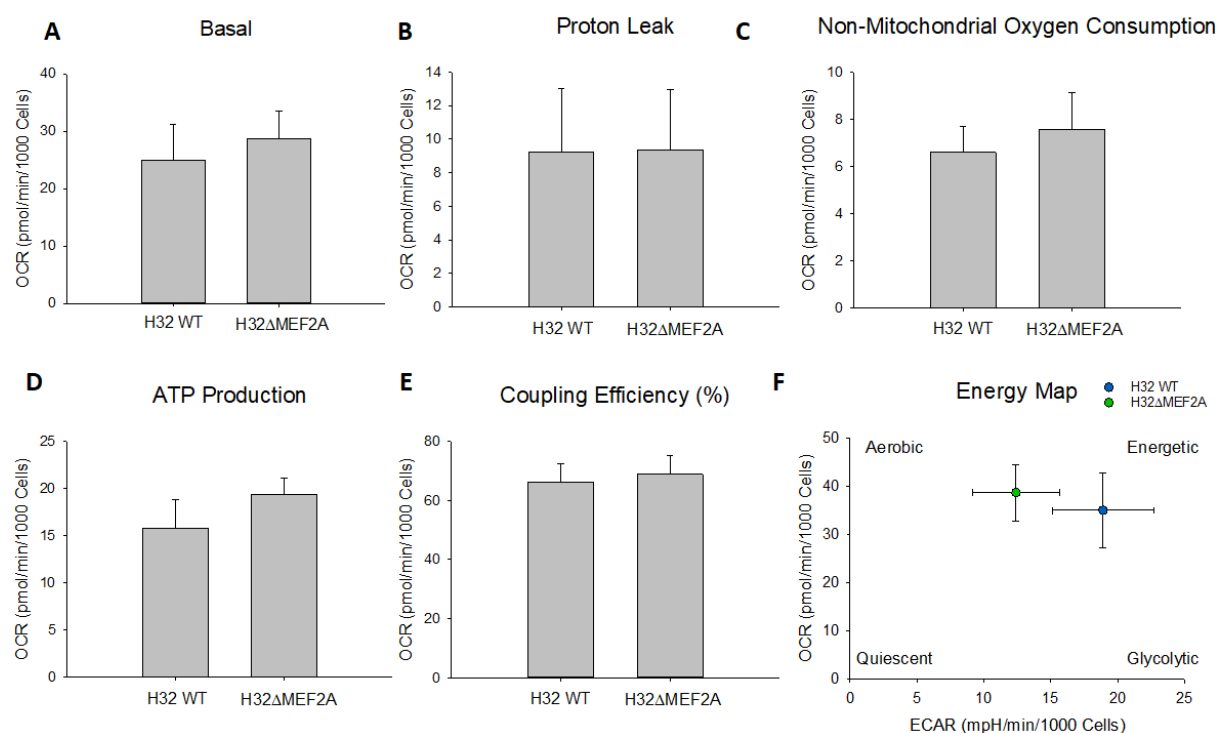 A
Basal
OCR (pmol/min/1000 Cells)
40
30
20
10
0
H32 WT
H32ΔMEF2A
B
Proton Leak
OCR (pmol/min/1000 Cells)
14
12
10
8
6
4
2
0
H32 WT
H32ΔMEF2A
C
Non-Mitochondrial Oxygen Consumption
OCR (pmol/min/1000 Cells)
10
8
6
4
2
0
H32 WT
H32ΔMEF2A
D
ATP Production
OCR (pmol/min/1000 Cells)
25
20
15
10
5
0
H32 WT
H32ΔMEF2A
E
Coupling Efficiency (%)
OCR (pmol/min/1000 Cells)
80
60
40
20
0
H32 WT
H32ΔMEF2A
F
Energy Map
H32 WT
H32ΔMEF2A
OCR (pmol/min/1000 Cells)
50
40
30
20
10
0
Aerobic
Energetic
Quiescent
Glycolytic
0
5
10
15
20
25
ECAR (mpH/min/1000 Cells)